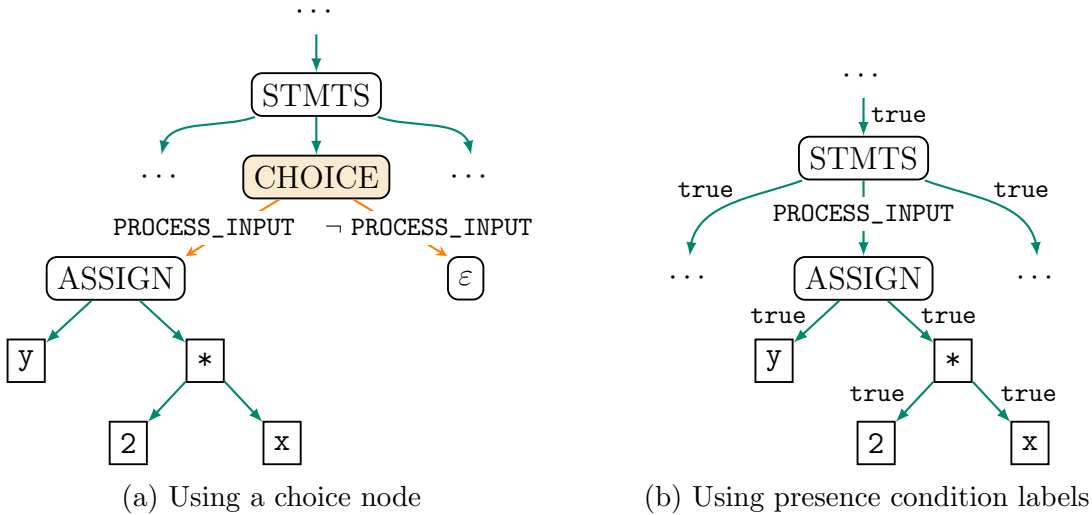 ...
STMTS
... CHOICE ...
PROCESS_INPUT ¬ PROCESS_INPUT
ASSIGN ε
y *
2 x
(a) Using a choice node
...
true
STMTS
true true
PROCESS_INPUT
... ASSIGN ...
true true
y *
true true
2 x
(b) Using presence condition labels